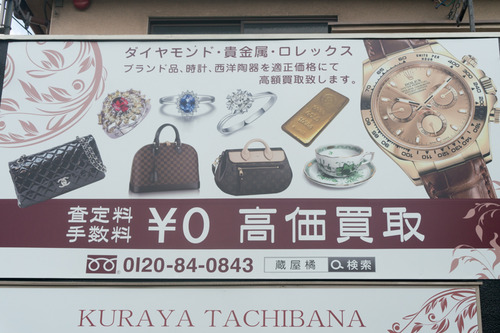 ダイヤモンド・貴金属・ロレックス
ブランド品、時計、西洋陶器を適正価格にて
高額買取致します。
査定料
手数料
¥0 高価買取
0120-84-0843 蔵屋橘 検索
KURAYA TACHIBANA